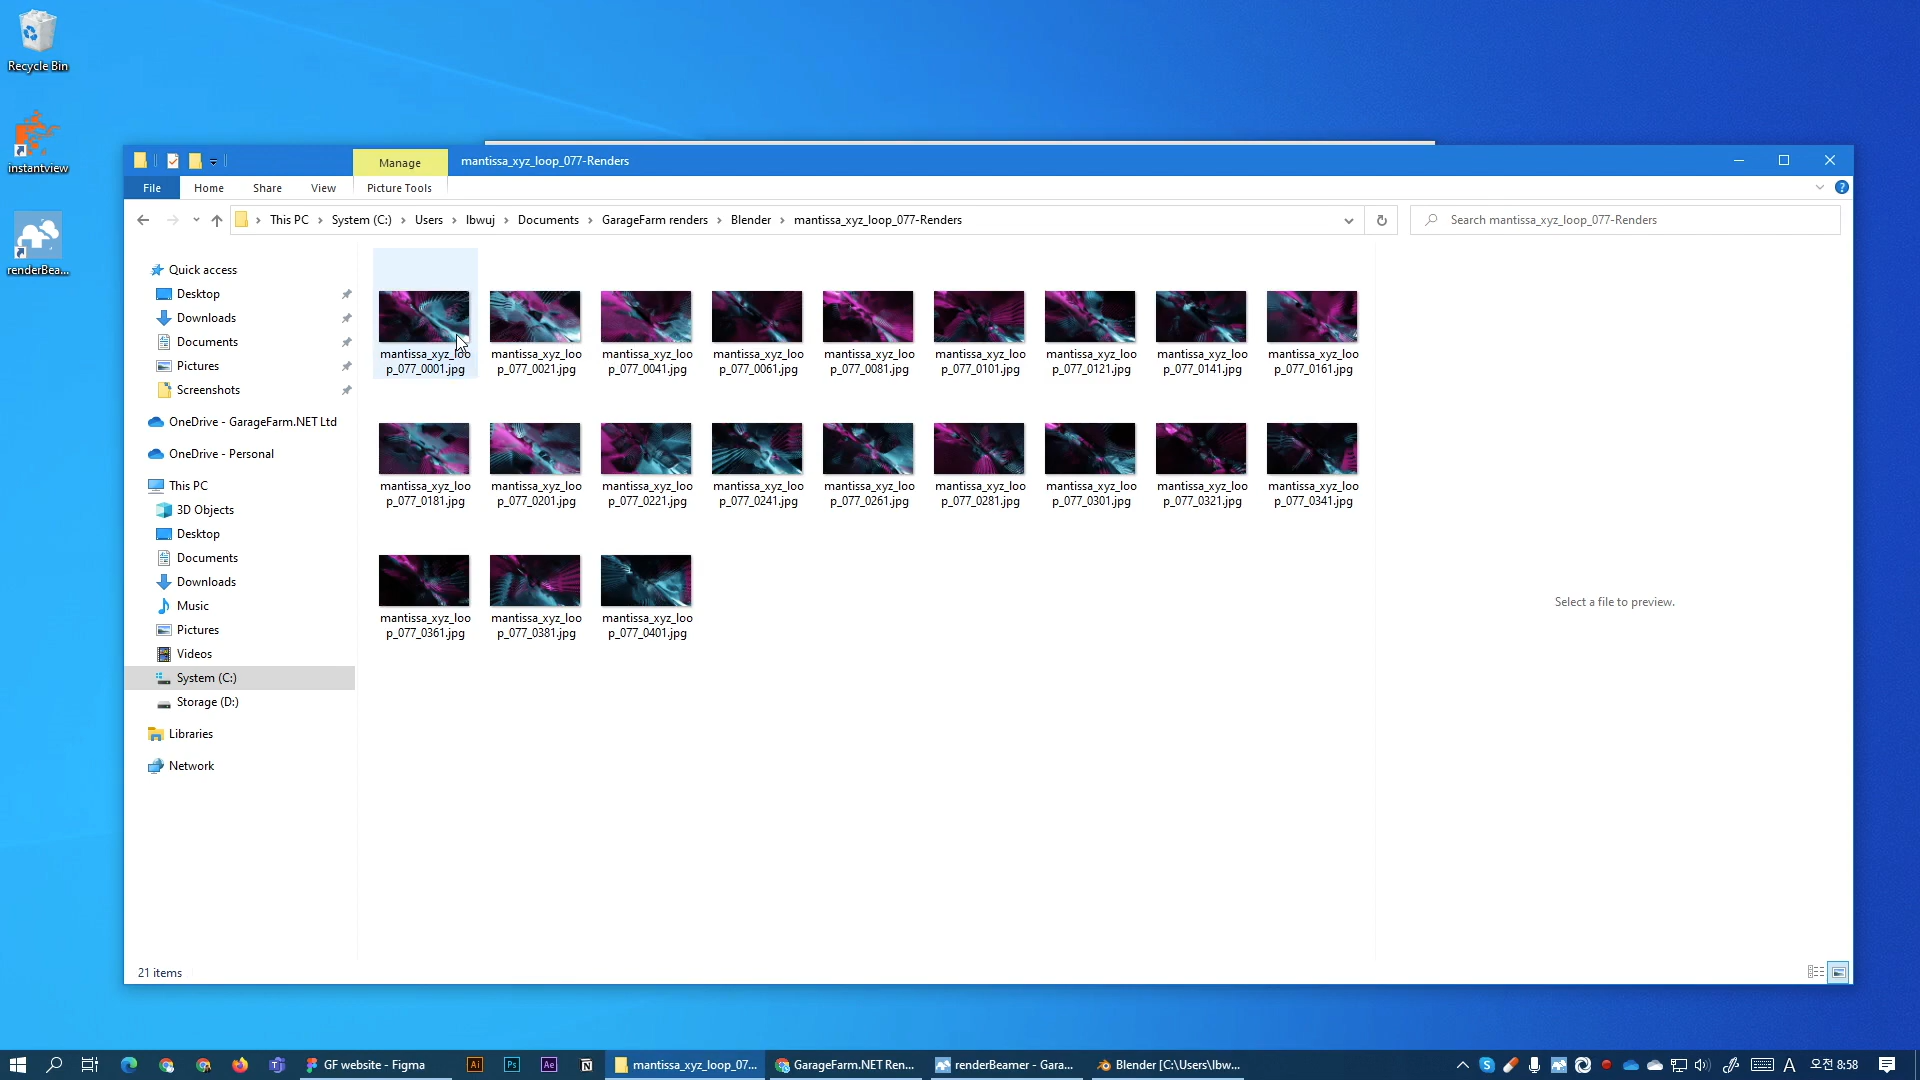 Recycle Bin
instantview
renderBea...
Manage
mantissa_xyz_loop_077-Renders
File
Home
Share
View
Picture Tools
This PC
System (C:)
Users
lbwuj
Documents
GarageFarm renders
Blender
mantissa_xyz_loop_077-Renders
Search mantissa_xyz_loop_077-Renders
Quick access
Desktop
Downloads
Documents
Pictures
Screenshots
OneDrive - GarageFarm.NET Ltd
OneDrive - Personal
This PC
3D Objects
Desktop
Documents
Downloads
Music
Pictures
Videos
System (C:)
Storage (D:)
Libraries
Network
mantissa_xyz_loo
p_077_0001.jpg
mantissa_xyz_loo
p_077_0021.jpg
mantissa_xyz_loo
p_077_0041.jpg
mantissa_xyz_loo
p_077_0061.jpg
mantissa_xyz_loo
p_077_0081.jpg
mantissa_xyz_loo
p_077_0101.jpg
mantissa_xyz_loo
p_077_0121.jpg
mantissa_xyz_loo
p_077_0141.jpg
mantissa_xyz_loo
p_077_0161.jpg
mantissa_xyz_loo
p_077_0181.jpg
mantissa_xyz_loo
p_077_0201.jpg
mantissa_xyz_loo
p_077_0221.jpg
mantissa_xyz_loo
p_077_0241.jpg
mantissa_xyz_loo
p_077_0261.jpg
mantissa_xyz_loo
p_077_0281.jpg
mantissa_xyz_loo
p_077_0301.jpg
mantissa_xyz_loo
p_077_0321.jpg
mantissa_xyz_loo
p_077_0341.jpg
mantissa_xyz_loo
p_077_0361.jpg
mantissa_xyz_loo
p_077_0381.jpg
mantissa_xyz_loo
p_077_0401.jpg
Select a file to preview.
21 items
GF website - Figma
Ai
Ps
Ae
mantissa_xyz_loop_07...
GarageFarm.NET Ren...
renderBeamer - Gara...
Blender [C:\Users\lbw...
A
오전 8:58